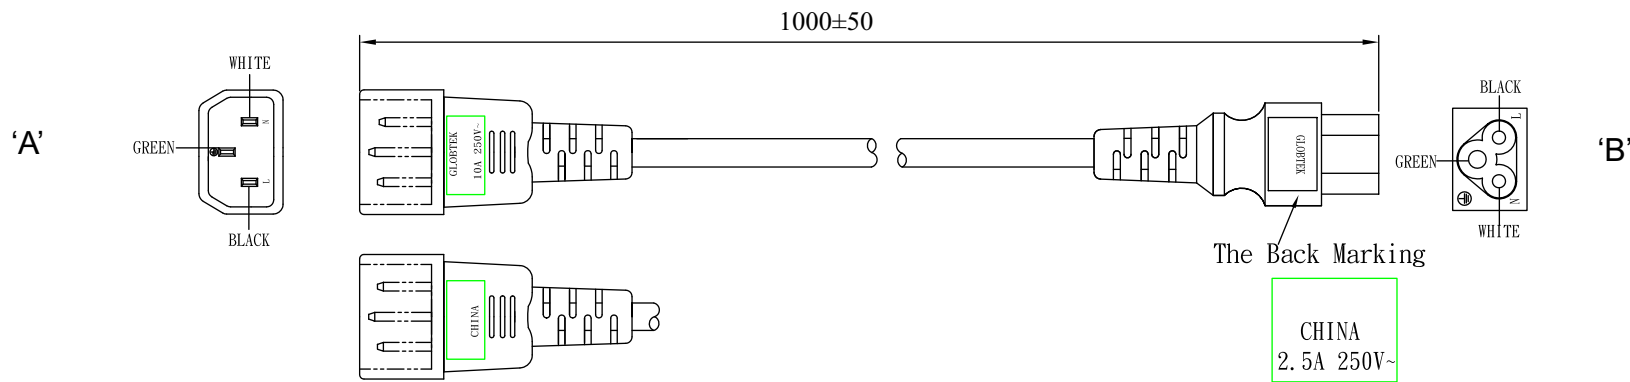 1000±50
WHITE
N
GREEN
L
BLACK
'A'
GLOBTEK
10A 250V~
GLOBTEK
BLACK
L
GREEN
N
WHITE
'B'
The Back Marking
CHINA
CHINA
2.5A 250V~